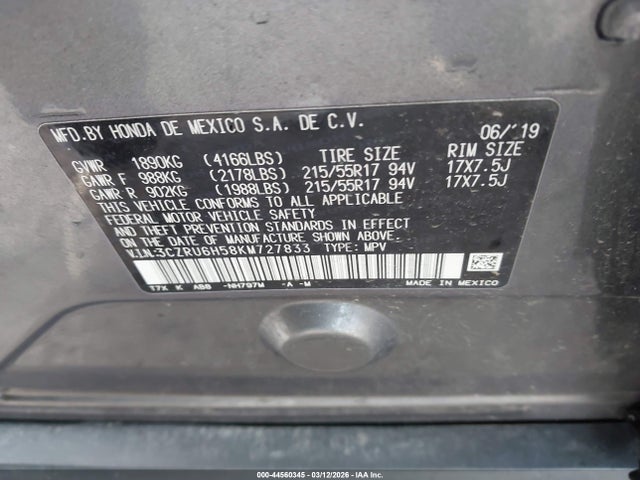 MFD.BY HONDA DE MEXICO S.A. DE C.V. 06/'19
GVWR 1890KG (4166LBS) TIRE SIZE RIM SIZE
GAWR F 988KG (2178LBS) 215/55R17 94V 17X7.5J
GAWR R 902KG (1988LBS) 215/55R17 94V 17X7.5J
THIS VEHICLE CONFORMS TO ALL APPLICABLE
FEDERAL MOTOR VEHICLE SAFETY
AND THEFT PREVENTION STANDARDS IN EFFECT
ON THE DATE OF MANUFACTURE SHOWN ABOVE.
V.I.N.:3CZRU6H58KM727833 TYPE: MPV
T7X K ABS -NH797M -A -M MADE IN MEXICO
000-44560345 - 03/12/2026 - IAA Inc.